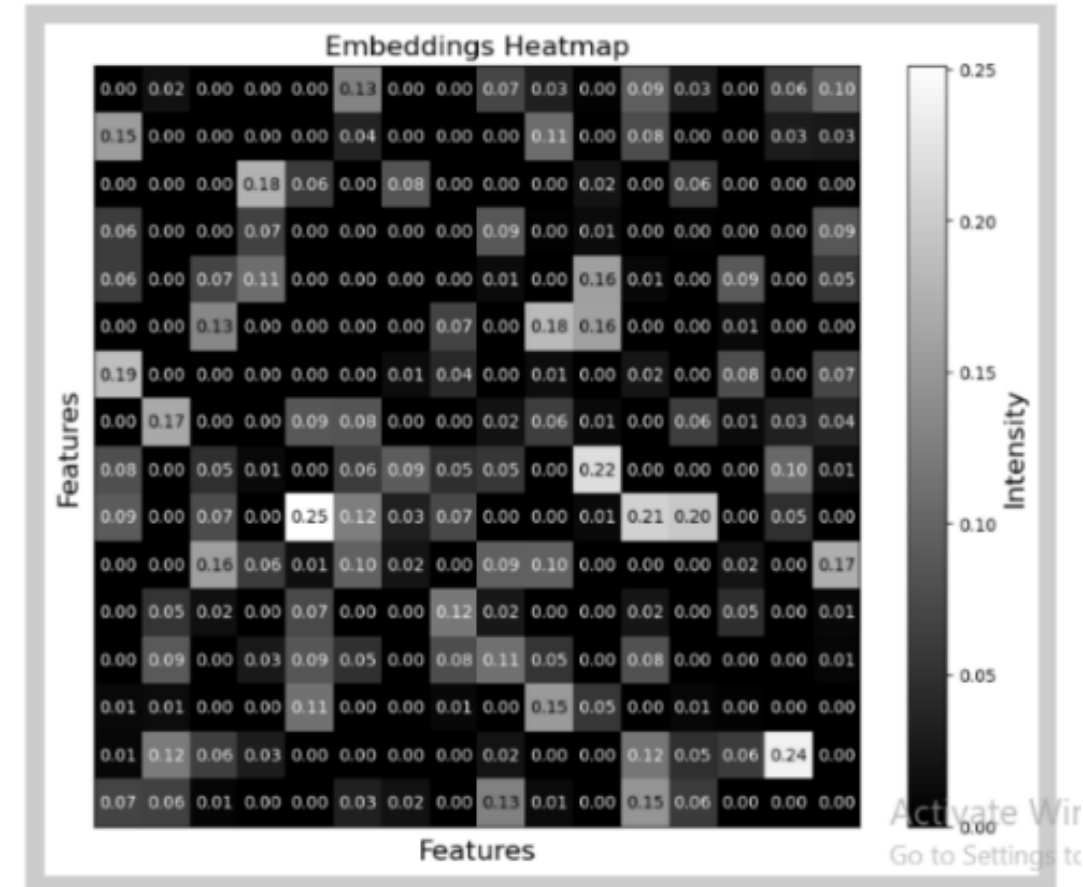 Embeddings Heatmap
0.00 0.02 0.00 0.00 0.00 0.13 0.00 0.00 0.07 0.03 0.00 0.09 0.03 0.00 0.06 0.10
0.15 0.00 0.00 0.00 0.00 0.04 0.00 0.00 0.00 0.11 0.00 0.08 0.00 0.00 0.03 0.03
0.00 0.00 0.00 0.18 0.06 0.00 0.08 0.00 0.00 0.00 0.02 0.00 0.06 0.00 0.00 0.00
0.06 0.00 0.00 0.07 0.00 0.00 0.00 0.00 0.09 0.00 0.01 0.00 0.00 0.00 0.00 0.09
0.06 0.00 0.07 0.11 0.00 0.00 0.00 0.00 0.01 0.00 0.16 0.01 0.00 0.09 0.00 0.05
0.00 0.00 0.13 0.00 0.00 0.00 0.00 0.07 0.00 0.18 0.16 0.00 0.00 0.01 0.00 0.00
0.19 0.00 0.00 0.00 0.00 0.00 0.01 0.04 0.00 0.01 0.00 0.02 0.00 0.08 0.00 0.07
0.00 0.17 0.00 0.00 0.09 0.08 0.00 0.00 0.02 0.06 0.01 0.00 0.06 0.01 0.03 0.04
0.08 0.00 0.05 0.01 0.00 0.06 0.09 0.05 0.05 0.00 0.22 0.00 0.00 0.00 0.10 0.01
0.09 0.00 0.07 0.00 0.25 0.12 0.03 0.07 0.00 0.00 0.01 0.21 0.20 0.00 0.05 0.00
0.00 0.00 0.16 0.06 0.01 0.10 0.02 0.00 0.09 0.10 0.00 0.00 0.00 0.02 0.00 0.17
0.00 0.05 0.02 0.00 0.07 0.00 0.00 0.12 0.02 0.00 0.00 0.02 0.00 0.05 0.00 0.01
0.00 0.09 0.00 0.03 0.09 0.05 0.00 0.08 0.11 0.05 0.00 0.08 0.00 0.00 0.00 0.01
0.01 0.01 0.00 0.00 0.11 0.00 0.00 0.01 0.00 0.15 0.05 0.00 0.01 0.00 0.00 0.00
0.01 0.12 0.06 0.03 0.00 0.00 0.00 0.00 0.02 0.00 0.00 0.12 0.05 0.06 0.24 0.00
0.07 0.06 0.01 0.00 0.00 0.03 0.02 0.00 0.13 0.01 0.00 0.15 0.06 0.00 0.00 0.00
Features
Features
0.25
0.20
0.15
0.10
0.05
0.00
Intensity
Activate Win
Go to Settings to